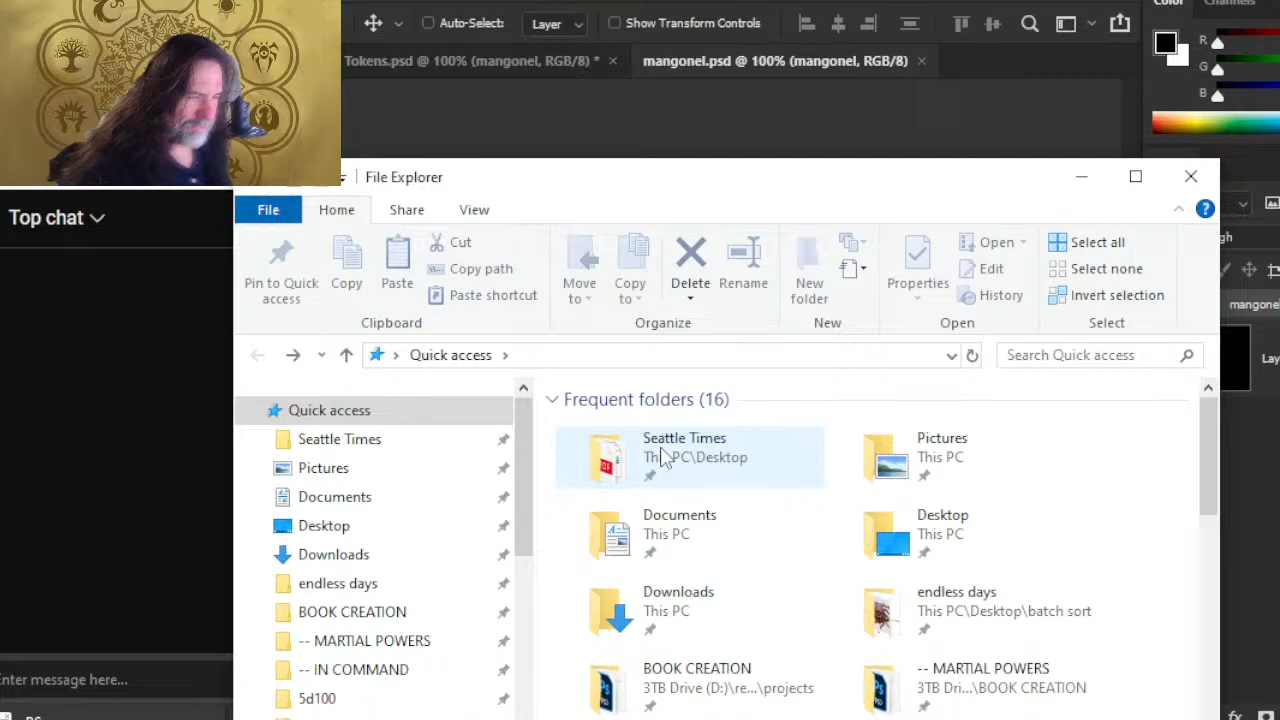 Auto-Select:
Layer
Show Transform Controls
Color
Channels
Tokens.psd @ 100% (mangonel, RGB/8) * ×
mangonel.psd @ 100% (mangonel, RGB/8) ×
R
G
B
Top chat
File Explorer
File
Home
Share
View
Pin to Quick access
Copy
Paste
Cut
Copy path
Paste shortcut
Clipboard
Move to
Copy to
Delete
Rename
Organize
New folder
New
Properties
Open
Edit
History
Open
Select all
Select none
Invert selection
Select
Quick access
Search Quick access
Quick access
Seattle Times
Pictures
Documents
Desktop
Downloads
endless days
BOOK CREATION
-- MARTIAL POWERS
-- IN COMMAND
5d100
Frequent folders (16)
Seattle Times
This PC\Desktop
Pictures
This PC
Documents
This PC
Desktop
This PC
Downloads
This PC
endless days
This PC\Desktop\batch sort
BOOK CREATION
3TB Drive (D:)\re...\projects
-- MARTIAL POWERS
3TB Dri...\BOOK CREATION
mangonel
Enter message here...